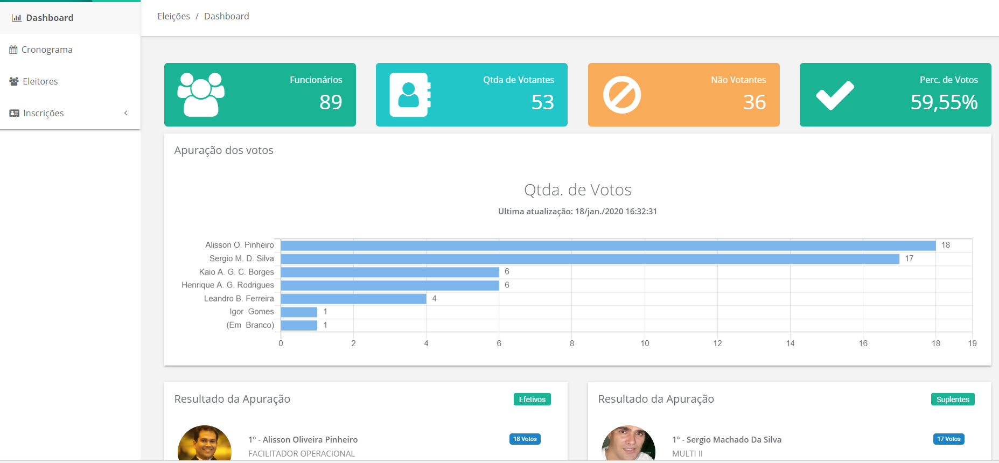 Dashboard
Cronograma
Eleitores
Inscrições
Eleições / Dashboard
Funcionários
89
Qtda de Votantes
53
Não Votantes
36
Perc. de Votos
59,55%
Apuração dos votos
Qtda. de Votos
Ultima atualização: 18/jan./2020 16:32:31
Alisson O. Pinheiro 18
Sergio M. D. Silva 17
Kaio A. G. C. Borges 6
Henrique A. G. Rodrigues 6
Leandro B. Ferreira 4
Igor Gomes 1
(Em Branco) 1
0 2 4 6 8 10 12 14 16 18 19
Resultado da Apuração Efetivos
1º - Alisson Oliveira Pinheiro 18 Votos
FACILITADOR OPERACIONAL
Resultado da Apuração Suplentes
1º - Sergio Machado Da Silva 17 Votos
MULTI II